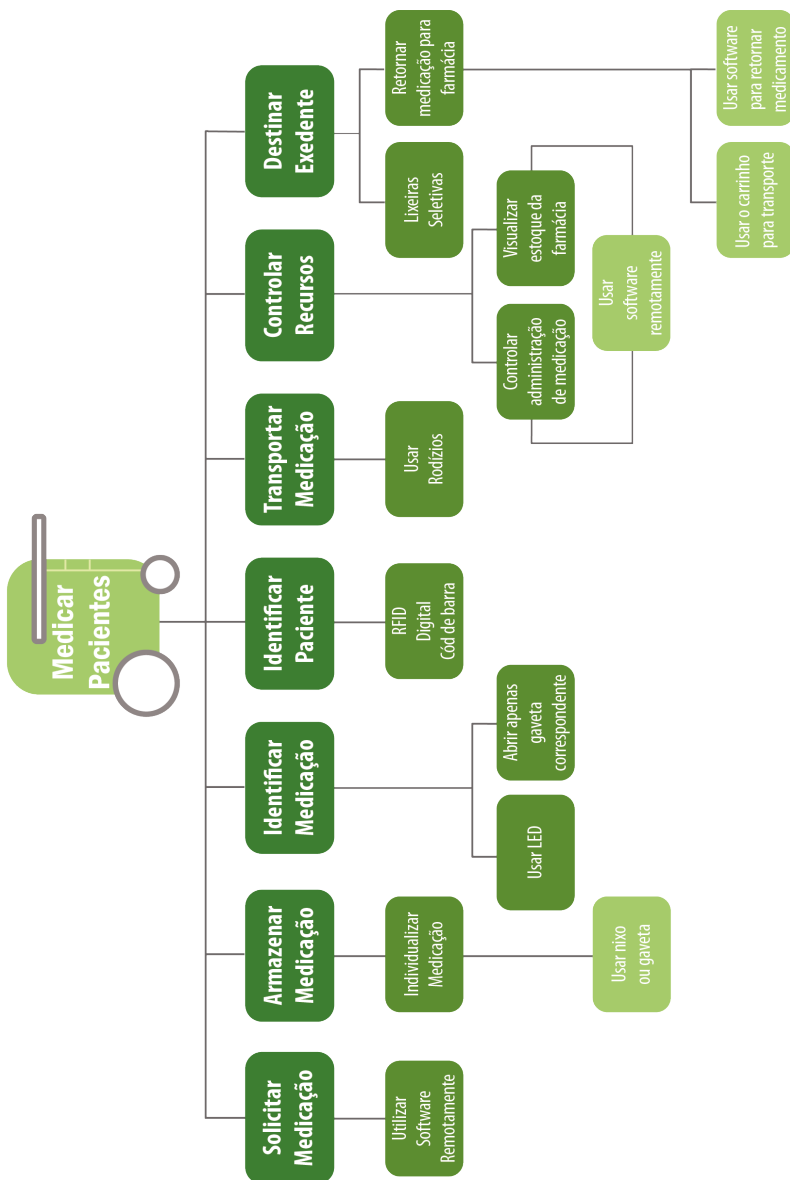 Medicar
Pacientes
Solicitar
Medicação
Armazenar
Medicação
Identificar
Medicação
Identificar
Paciente
Transportar
Medicação
Controlar
Recursos
Destinar
Exedente
Utilizar
Software
Remotamente
Individualizar
Medicação
RFID
Digital
Cód de barra
Usar
Rodízios
Lixeiras
Seletivas
Retornar
medicação para
farmácia
Usar LED
Abrir apenas
gaveta
correspondente
Controlar
administração
de medicação
Visualizar
estoque da
farmácia
Usar nixo
ou gaveta
Usar
software
remotamente
Usar o carrinho
para transporte
Usar software
para retornar
medicamento